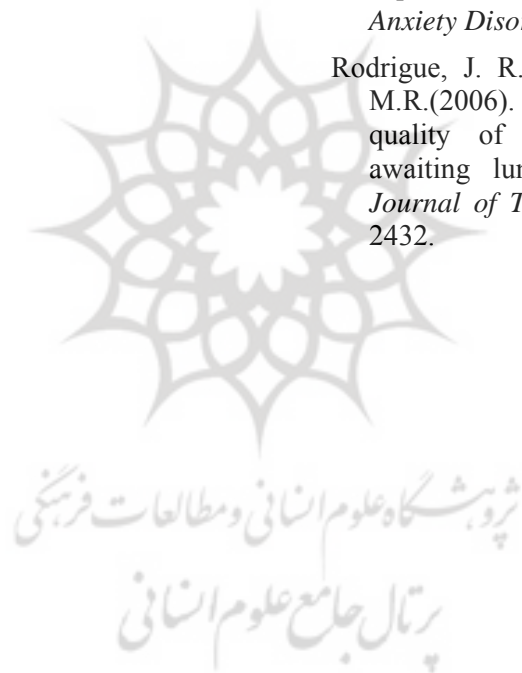 Anxiety Disor
Rodrigue, J. R.
M.R.(2006).
quality of
awaiting lun
Journal of T
2432.
پژوهشگاه علوم انسانی و مطالعات فرهنگی
پرتال جامع علوم انسانی